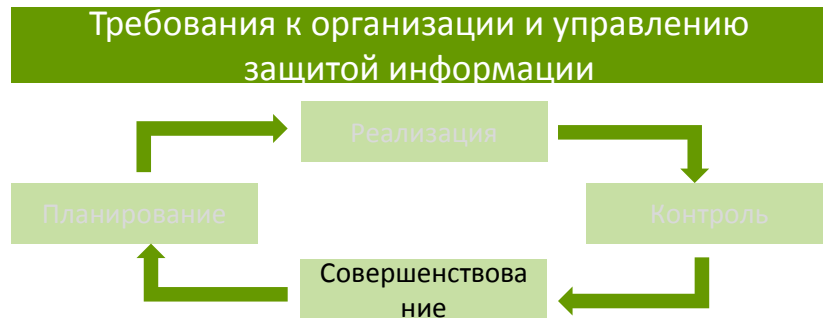 Требования к организации и управлению
защитой информации
Реализация
Планирование
Контроль
Совершенствова
ние